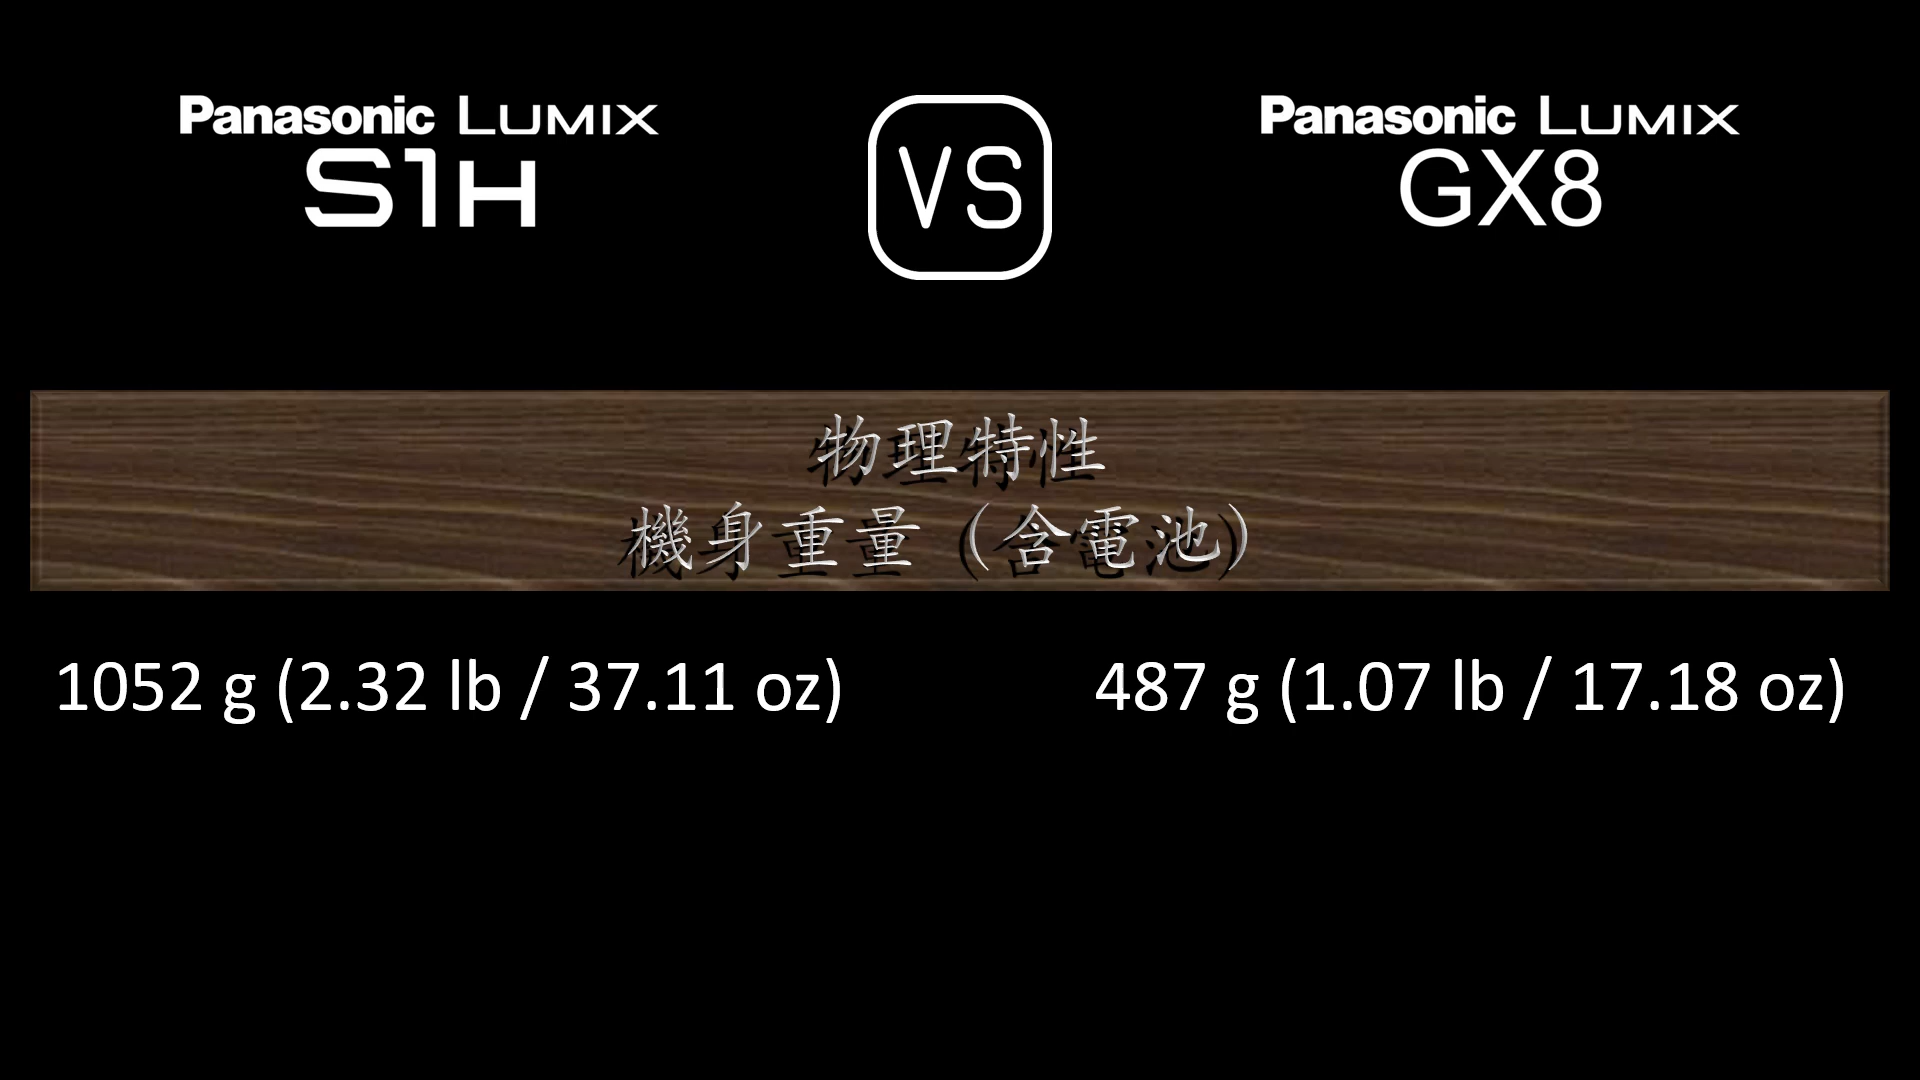 Panasonic LUMIX
S1H
VS
Panasonic LUMIX
GX8
物理特性
機身重量（含電池）
1052 g (2.32 lb / 37.11 oz)
487 g (1.07 lb / 17.18 oz)